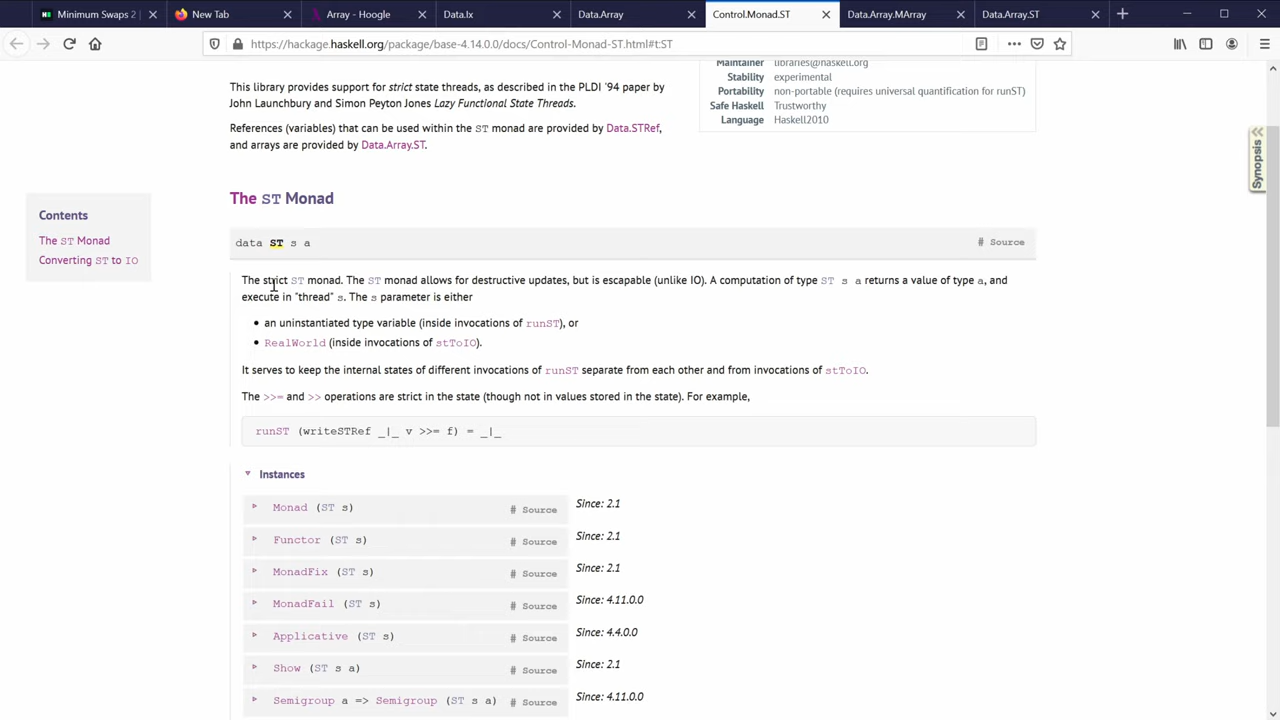 Minimum Swaps 2
New Tab
Array - Hoogle
Data.Ix
Data.Array
Control.Monad.ST
Data.Array.MArray
Data.Array.ST
https://hackage.haskell.org/package/base-4.14.0.0/docs/Control-Monad-ST.html#t:ST
Maintainer libraries@haskell.org
This library provides support for strict state threads, as described in the PLDI '94 paper by
Stability experimental
John Launchbury and Simon Peyton Jones Lazy Functional State Threads.
Portability non-portable (requires universal quantification for runST)
Safe Haskell Trustworthy
References (variables) that can be used within the ST monad are provided by Data.STRef,
Language Haskell2010
and arrays are provided by Data.Array.ST.
Synopsis
The ST Monad
Contents
The ST Monad
Converting ST to IO
data ST s a
# Source
The strict ST monad. The ST monad allows for destructive updates, but is escapable (unlike IO). A computation of type ST s a returns a value of type a, and
execute in "thread" s. The s parameter is either
• an uninstantiated type variable (inside invocations of runST), or
• RealWorld (inside invocations of stToIO).
It serves to keep the internal states of different invocations of runST separate from each other and from invocations of stToIO.
The >>= and >> operations are strict in the state (though not in values stored in the state). For example,
runST (writeSTRef _|_ v >>= f) = _|_
Instances
Monad (ST s) # Source Since: 2.1
Functor (ST s) # Source Since: 2.1
MonadFix (ST s) # Source Since: 2.1
MonadFail (ST s) # Source Since: 4.11.0.0
Applicative (ST s) # Source Since: 4.4.0.0
Show (ST s a) # Source Since: 2.1
Semigroup a => Semigroup (ST s a) # Source Since: 4.11.0.0